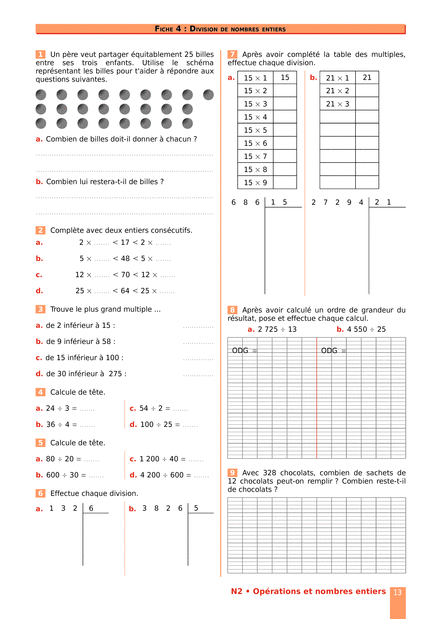 FICHE 4 : DIVISION DE NOMBRES ENTIERS
1 Un père veut partager équitablement 25 billes
entre ses trois enfants. Utilise le schéma
représentant les billes pour t'aider à répondre aux
questions suivantes.
a. Combien de billes doit-il donner à chacun ?
b. Combien lui restera-t-il de billes ?
2 Complète avec deux entiers consécutifs.
a. 2 × ....... < 17 < 2 × .......
b. 5 × ....... < 48 < 5 × .......
c. 12 × ....... < 70 < 12 × .......
d. 25 × ....... < 64 < 25 × .......
3 Trouve le plus grand multiple ...
a. de 2 inférieur à 15 : ..............
b. de 9 inférieur à 58 : ..............
c. de 15 inférieur à 100 : ..............
d. de 30 inférieur à 275 : ..............
4 Calcule de tête.
a. 24 ÷ 3 = ....... c. 54 ÷ 2 = .......
b. 36 ÷ 4 = ....... d. 100 ÷ 25 = .......
5 Calcule de tête.
a. 80 ÷ 20 = ....... c. 1 200 ÷ 40 = .......
b. 600 ÷ 30 = ....... d. 4 200 ÷ 600 = .......
6 Effectue chaque division.
a. 1 3 2 6 b. 3 8 2 6 5
7 Après avoir complété la table des multiples,
effectue chaque division.
a. 15 × 1 15 b. 21 × 1 21
15 × 2 21 × 2
15 × 3 21 × 3
15 × 4
15 × 5
15 × 6
15 × 7
15 × 8
15 × 9
6 8 6 1 5 2 7 2 9 4 2 1
8 Après avoir calculé un ordre de grandeur du
résultat, pose et effectue chaque calcul.
a. 2 725 ÷ 13 b. 4 550 ÷ 25
ODG = ODG =
9 Avec 328 chocolats, combien de sachets de
12 chocolats peut-on remplir ? Combien reste-t-il
de chocolats ?
N2 • Opérations et nombres entiers 13